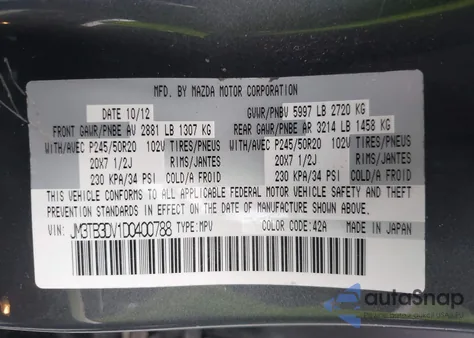 MFD. BY MAZDA MOTOR CORPORATION
DATE 10/12 GVWR/PNBV 5997 LB 2720 KG
FRONT GAWR/PNBE AV 2881 LB 1307 KG REAR GAWR/PNBE AR 3214 LB 1458 KG
WITH/AVEC P245/50R20 102V TIRES/PNEUS WITH/AVEC P245/50R20 102V TIRES/PNEUS
20X7 1/2J RIMS/JANTES 20X7 1/2J RIMS/JANTES
230 KPA/34 PSI COLD/A FROID 230 KPA/34 PSI COLD/A FROID
THIS VEHICLE CONFORMS TO ALL APPLICABLE FEDERAL MOTOR VEHICLE SAFETY AND THEFT
PREVENTION STANDARDS IN EFFECT ON THE DATE OF MANUFACTURE SHOWN ABOVE.
VIN: JM3TB3DV1D0400788 TYPE:MPV COLOR CODE:42A MADE IN JAPAN
autoSnap